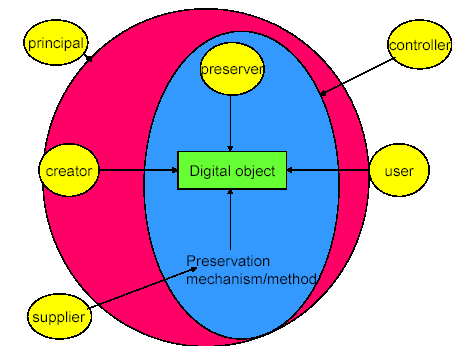 principal
controller
preserver
creator
Digital object
user
Preservation
mechanism/method
supplier